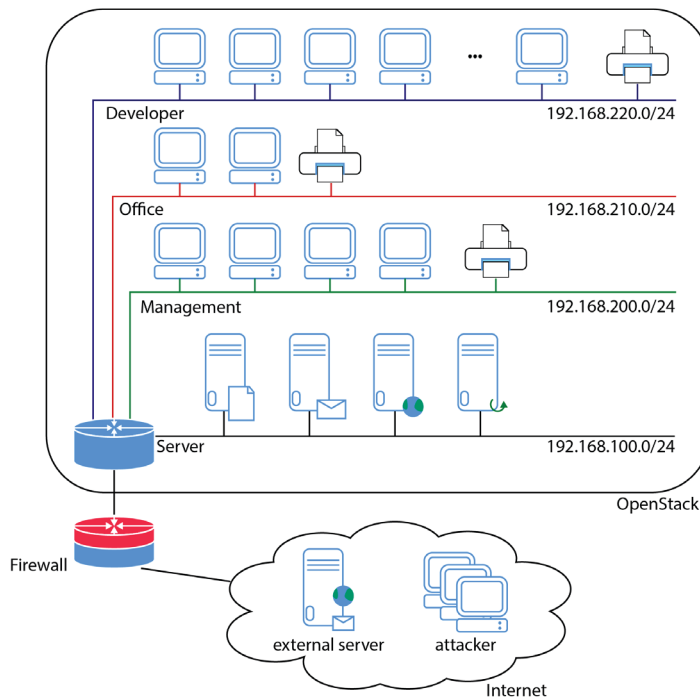 ...
Developer 192.168.220.0/24
Office 192.168.210.0/24
Management 192.168.200.0/24
Server 192.168.100.0/24
OpenStack
Firewall
external server attacker
Internet